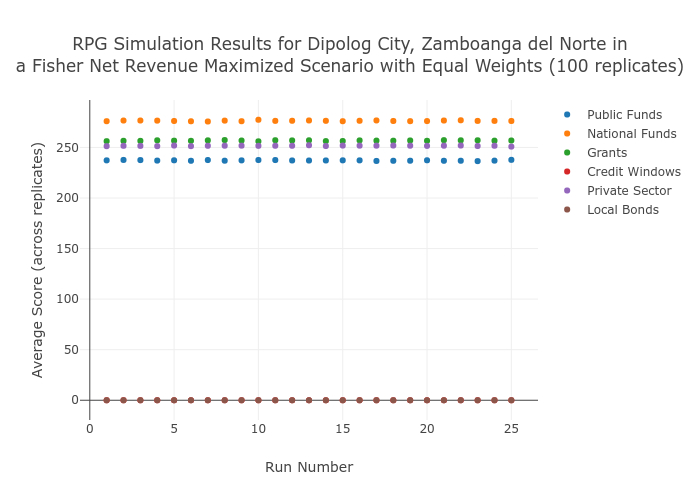 RPG Simulation Results for Dipolog City, Zamboanga del Norte in
a Fisher Net Revenue Maximized Scenario with Equal Weights (100 replicates)
Average Score (across replicates)
250
200
150
100
50
0
0 5 10 15 20 25
Run Number
Public Funds
National Funds
Grants
Credit Windows
Private Sector
Local Bonds